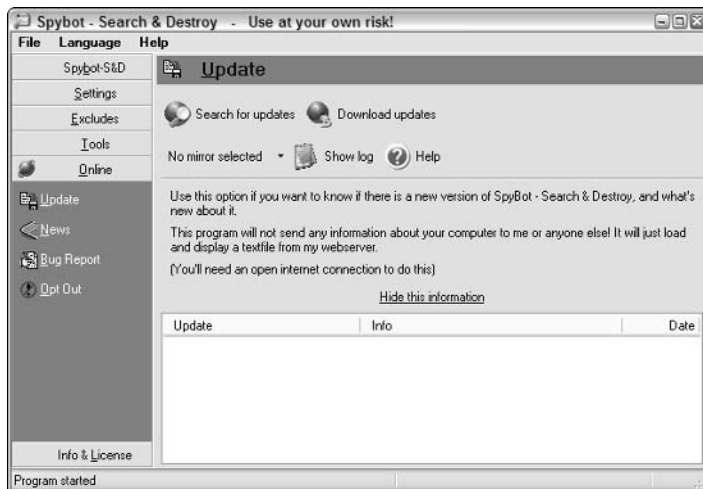 Spybot - Search & Destroy - Use at your own risk!
File Language Help
Spybot-S&D
Settings
Excludes
Tools
Online
Update
News
Bug Report
Opt Out
Info & License
Update
Search for updates Download updates
No mirror selected Show log Help
Use this option if you want to know if there is a new version of SpyBot - Search & Destroy, and what's
new about it.
This program will not send any information about your computer to me or anyone else! It will just load
and display a textfile from my webserver.
(You'll need an open internet connection to do this)
Hide this information
Update Info Date
Program started